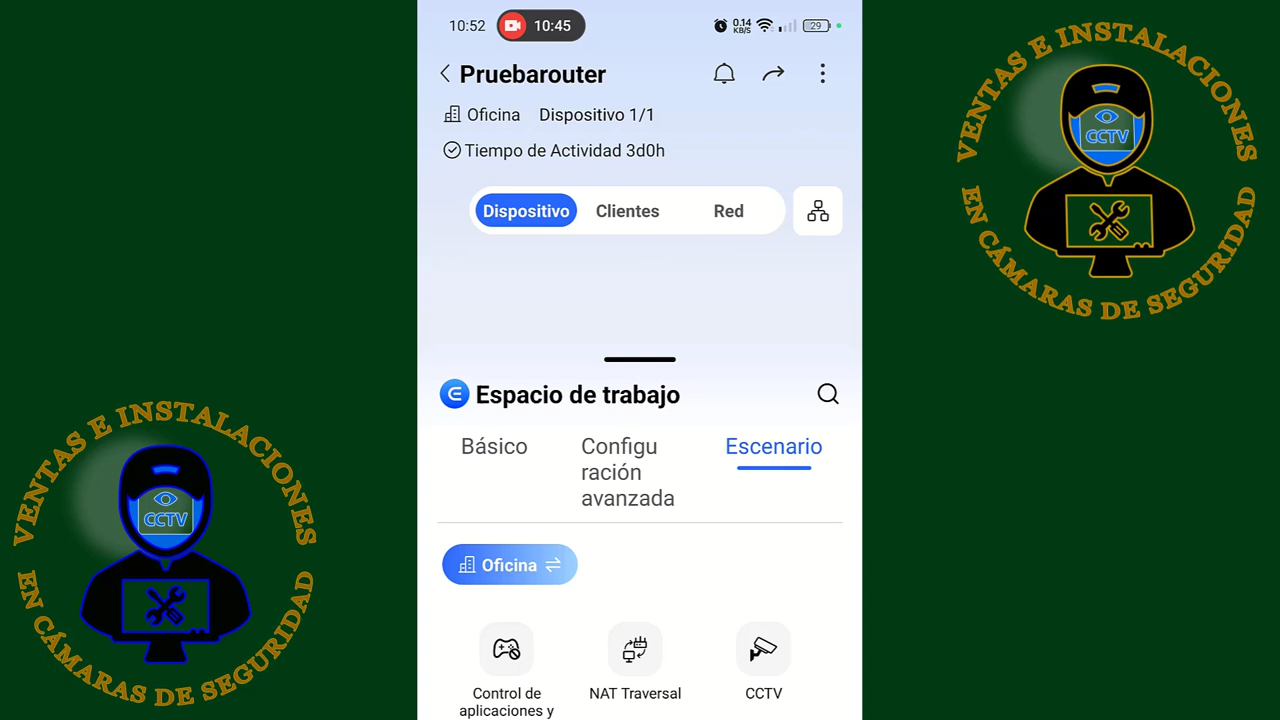 10:52 10:45 0.14 KB/S 29
Pruebarouter
Oficina Dispositivo 1/1
Tiempo de Actividad 3d0h
Dispositivo Clientes Red
Espacio de trabajo
Básico Configu Escenario
ración
avanzada
Oficina
Control de NAT Traversal CCTV
aplicaciones y
VENTAS E INSTALACIONES
CCTV
EN CÁMARAS DE SEGURIDAD
VENTAS E INSTALACIONES
CCTV
EN CÁMARAS DE SEGURIDAD